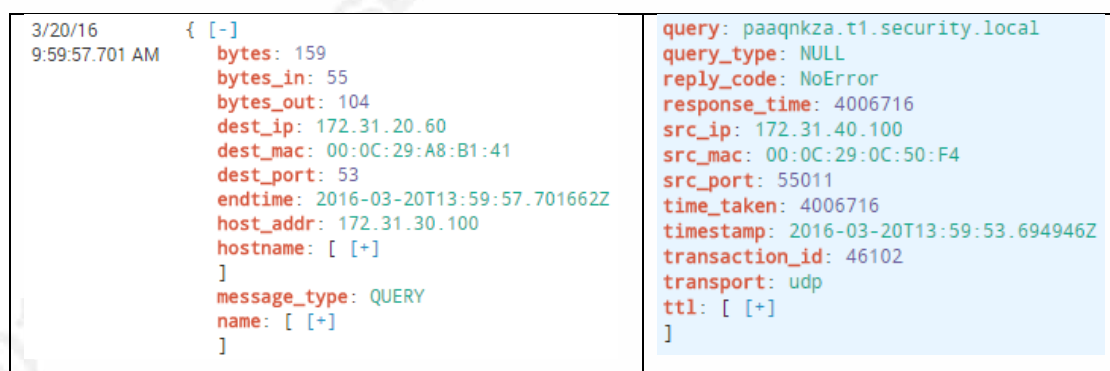 3/20/16 { [-]
9:59:57.701 AM bytes: 159
bytes_in: 55
bytes_out: 104
dest_ip: 172.31.20.60
dest_mac: 00:0C:29:A8:B1:41
dest_port: 53
endtime: 2016-03-20T13:59:57.701662Z
host_addr: 172.31.30.100
hostname: [ [+]
]
message_type: QUERY
name: [ [+]
]
query: paaqnkza.t1.security.local
query_type: NULL
reply_code: NoError
response_time: 4006716
src_ip: 172.31.40.100
src_mac: 00:0C:29:0C:50:F4
src_port: 55011
time_taken: 4006716
timestamp: 2016-03-20T13:59:53.694946Z
transaction_id: 46102
transport: udp
ttl: [ [+]
]